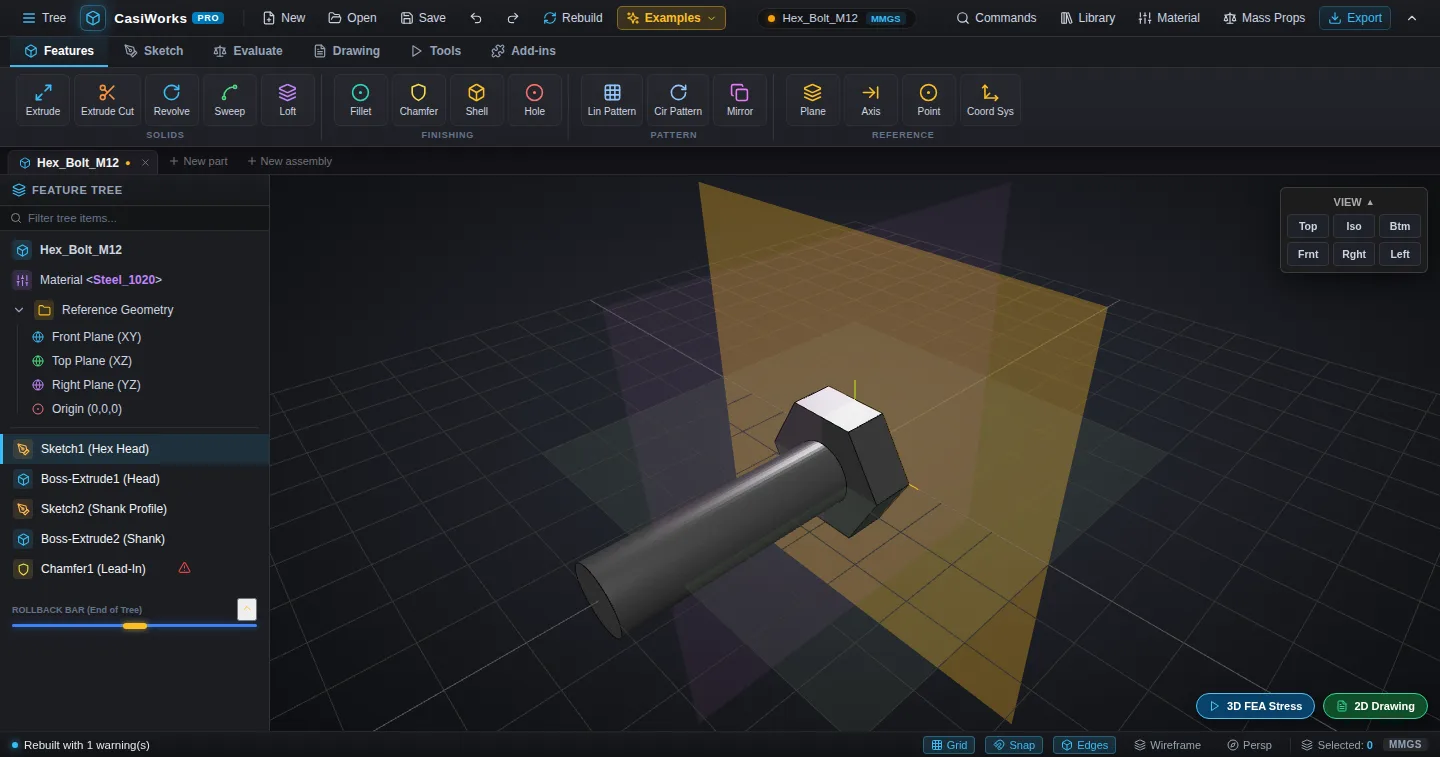 Tree CasiWorks PRO New Open Save Rebuild Examples Hex_Bolt_M12 MMGS Commands Library Material Mass Props Export
Features Sketch Evaluate Drawing Tools Add-ins
Extrude Extrude Cut Revolve Sweep Loft Fillet Chamfer Shell Hole Lin Pattern Cir Pattern Mirror Plane Axis Point Coord Sys
SOLIDS FINISHING PATTERN REFERENCE
Hex_Bolt_M12 New part New assembly
FEATURE TREE
Filter tree items...
Hex_Bolt_M12
Material <Steel_1020>
Reference Geometry
Front Plane (XY)
Top Plane (XZ)
Right Plane (YZ)
Origin (0,0,0)
Sketch1 (Hex Head)
Boss-Extrude1 (Head)
Sketch2 (Shank Profile)
Boss-Extrude2 (Shank)
Chamfer1 (Lead-In)
ROLLBACK BAR (End of Tree)
VIEW ▲
Top Iso Btm
Frnt Rght Left
3D FEA Stress 2D Drawing
Rebuilt with 1 warning(s) Grid Snap Edges Wireframe Persp Selected: 0 MMGS